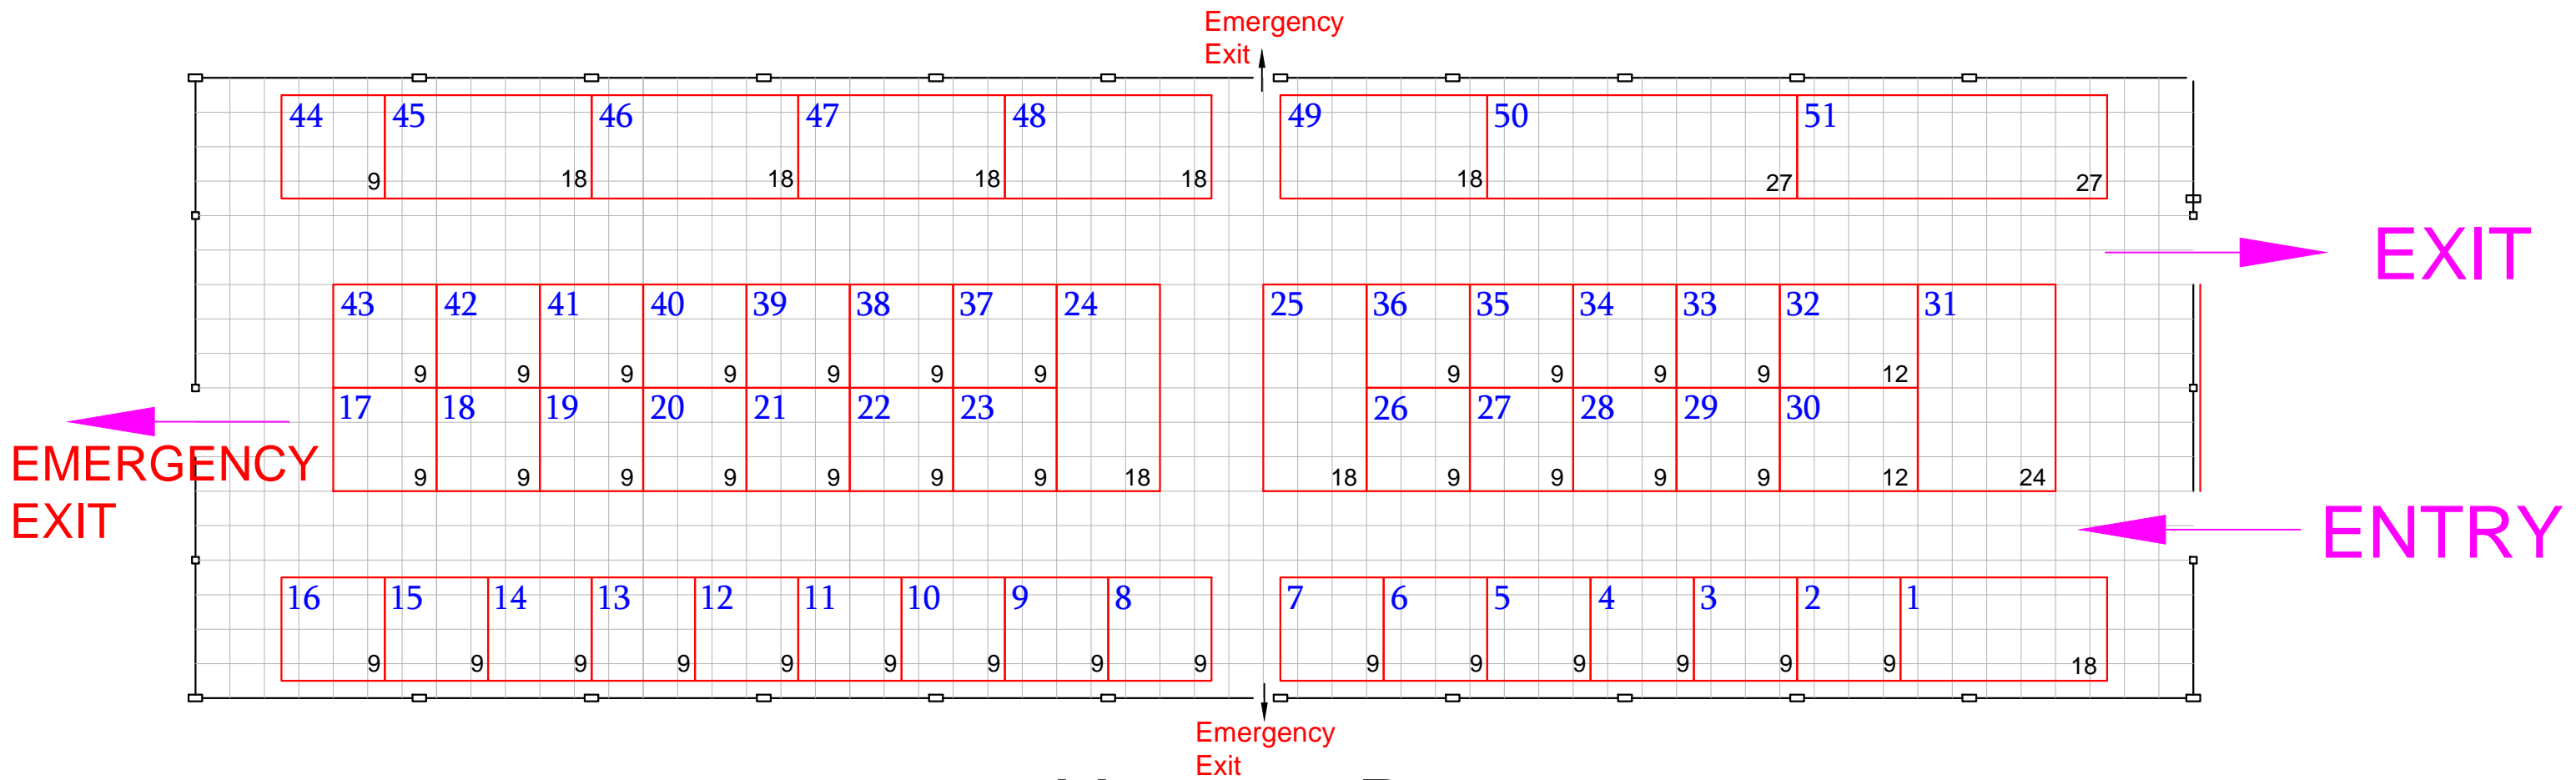 Emergency
Exit
44 45 46 47 48 49 50 51
9 18 18 18 18 18 27 27
EXIT
43 42 41 40 39 38 37 24 25 36 35 34 33 32 31
9 9 9 9 9 9 9 9 9 9 9 12
17 18 19 20 21 22 23 26 27 28 29 30
9 9 9 9 9 9 9 18 18 9 9 9 9 12 24
EMERGENCY
EXIT
ENTRY
16 15 14 13 12 11 10 9 8 7 6 5 4 3 2 1
9 9 9 9 9 9 9 9 9 9 9 9 9 9 9 18
Emergency
Exit